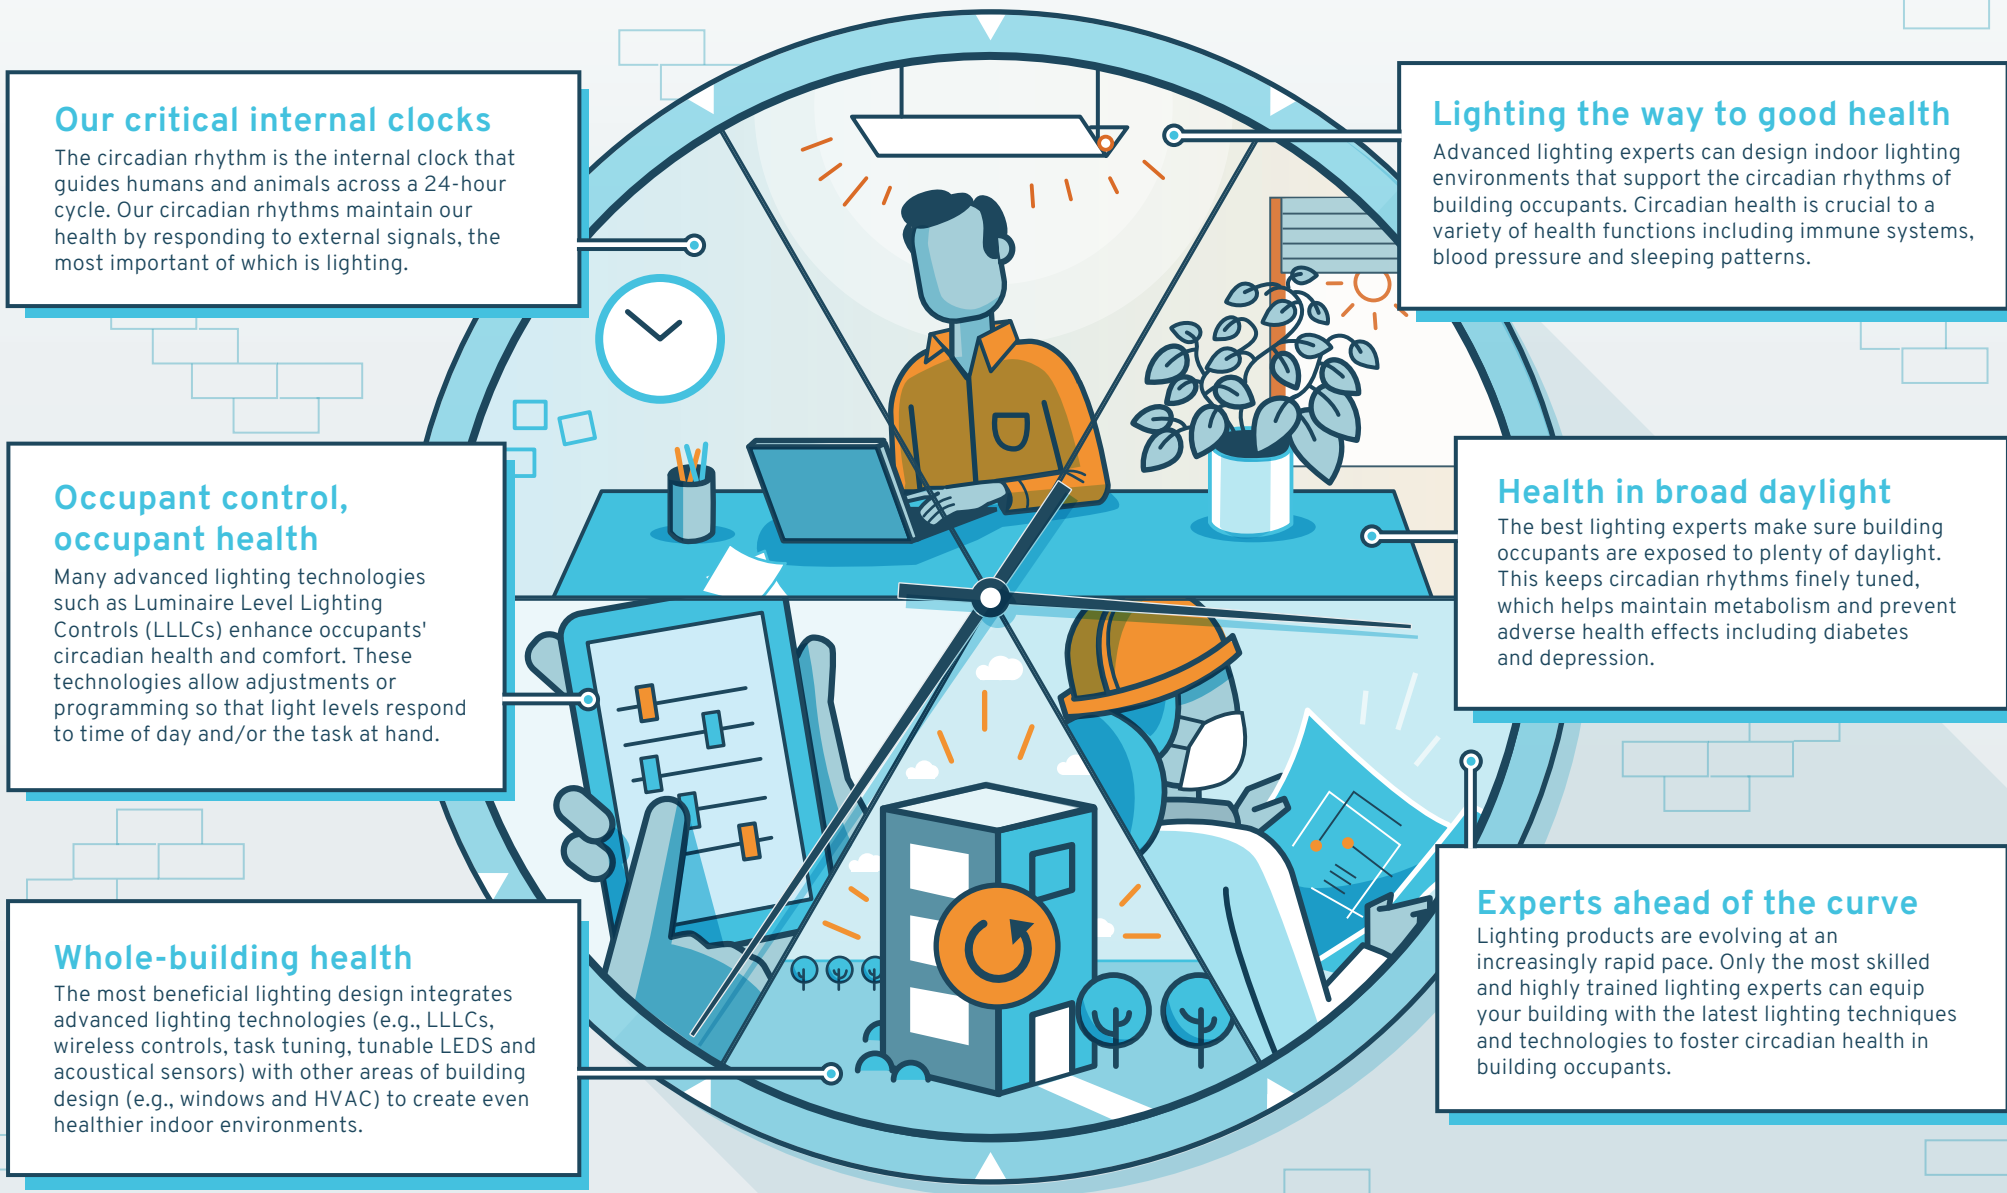 Our critical internal clocks
The circadian rhythm is the internal clock that
guides humans and animals across a 24-hour
cycle. Our circadian rhythms maintain our
health by responding to external signals, the
most important of which is lighting.
Occupant control,
occupant health
Many advanced lighting technologies
such as Luminaire Level Lighting
Controls (LLLCs) enhance occupants'
circadian health and comfort. These
technologies allow adjustments or
programming so that light levels respond
to time of day and/or the task at hand.
Whole-building health
The most beneficial lighting design integrates
advanced lighting technologies (e.g., LLLCs,
wireless controls, task tuning, tunable LEDS and
acoustical sensors) with other areas of building
design (e.g., windows and HVAC) to create even
healthier indoor environments.
Lighting the way to good health
Advanced lighting experts can design indoor lighting
environments that support the circadian rhythms of
building occupants. Circadian health is crucial to a
variety of health functions including immune systems,
blood pressure and sleeping patterns.
Health in broad daylight
The best lighting experts make sure building
occupants are exposed to plenty of daylight.
This keeps circadian rhythms finely tuned,
which helps maintain metabolism and prevent
adverse health effects including diabetes
and depression.
Experts ahead of the curve
Lighting products are evolving at an
increasingly rapid pace. Only the most skilled
and highly trained lighting experts can equip
your building with the latest lighting techniques
and technologies to foster circadian health in
building occupants.